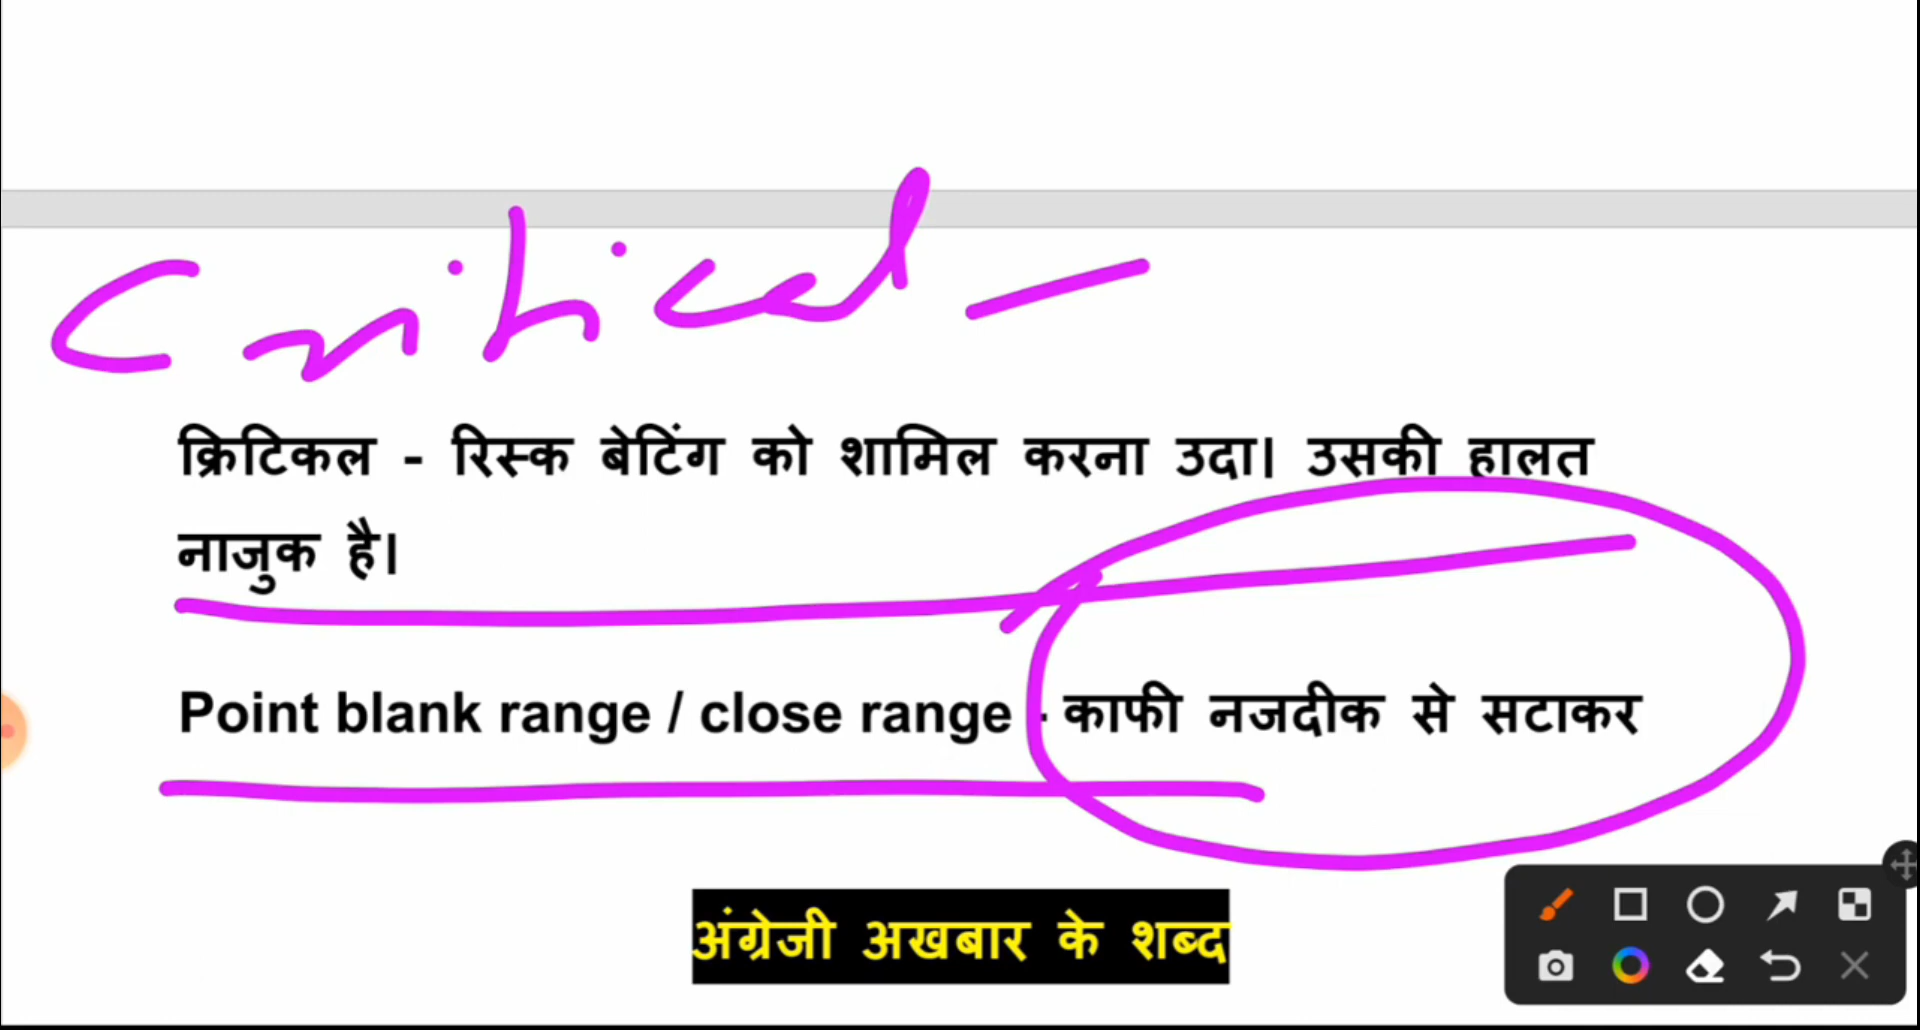 Critical -
क्रिटिकल - रिस्क बेटिंग को शामिल करना उदा। उसकी हालत
नाजुक है।
Point blank range / close range - काफी नजदीक से सटाकर
अंग्रेजी अखबार के शब्द